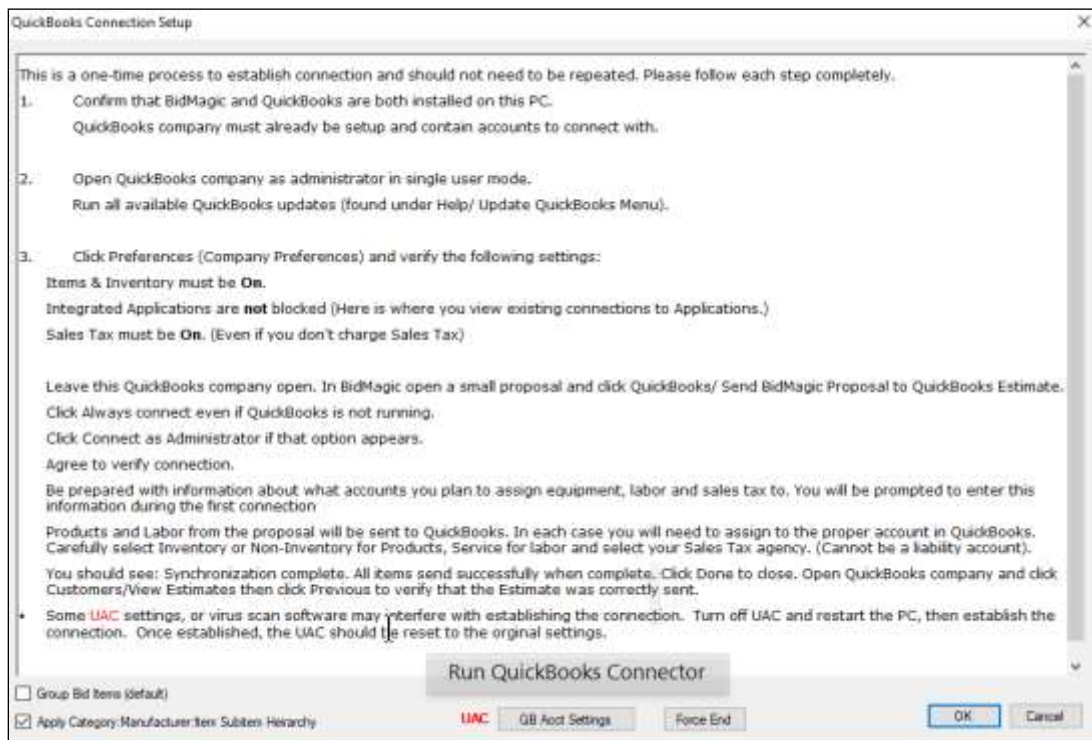 QuickBooks Connection Setup
This is a one-time process to establish connection and should not need to be repeated. Please follow each step completely.
1. Confirm that BidMagic and QuickBooks are both installed on this PC.
QuickBooks company must already be setup and contain accounts to connect with.
2. Open QuickBooks company as administrator in single user mode.
Run all available QuickBooks updates (found under Help/ Update QuickBooks Menu).
3. Click Preferences (Company Preferences) and verify the following settings:
Items & Inventory must be On.
Integrated Applications are not blocked (Here is where you view existing connections to Applications.)
Sales Tax must be On. (Even if you don't charge Sales Tax)
Leave this QuickBooks company open. In BidMagic open a small proposal and click QuickBooks/ Send BidMagic Proposal to QuickBooks Estimate.
Click Always connect even if QuickBooks is not running.
Click Connect as Administrator if that option appears.
Agree to verify connection.
Be prepared with information about what accounts you plan to assign equipment, labor and sales tax to. You will be prompted to enter this
information during the first connection
Products and Labor from the proposal will be sent to QuickBooks. In each case you will need to assign to the proper account in QuickBooks.
Carefully select Inventory or Non-Inventory for Products, Service for labor and select your Sales Tax agency. (Cannot be a liability account).
You should see: Synchronization complete. All items send successfully when complete. Click Done to close. Open QuickBooks company and click
Customers/View Estimates then click Previous to verify that the Estimate was correctly sent.
• Some UAC settings, or virus scan software may interfere with establishing the connection. Turn off UAC and restart the PC, then establish the
connection. Once established, the UAC should be reset to the orginal settings.
Run QuickBooks Connector
Group Bid Items (default)
Apply Category:Manufacturer:Item Subitem Heirarchy
UAC QB Acct Settings Force End OK Cancel